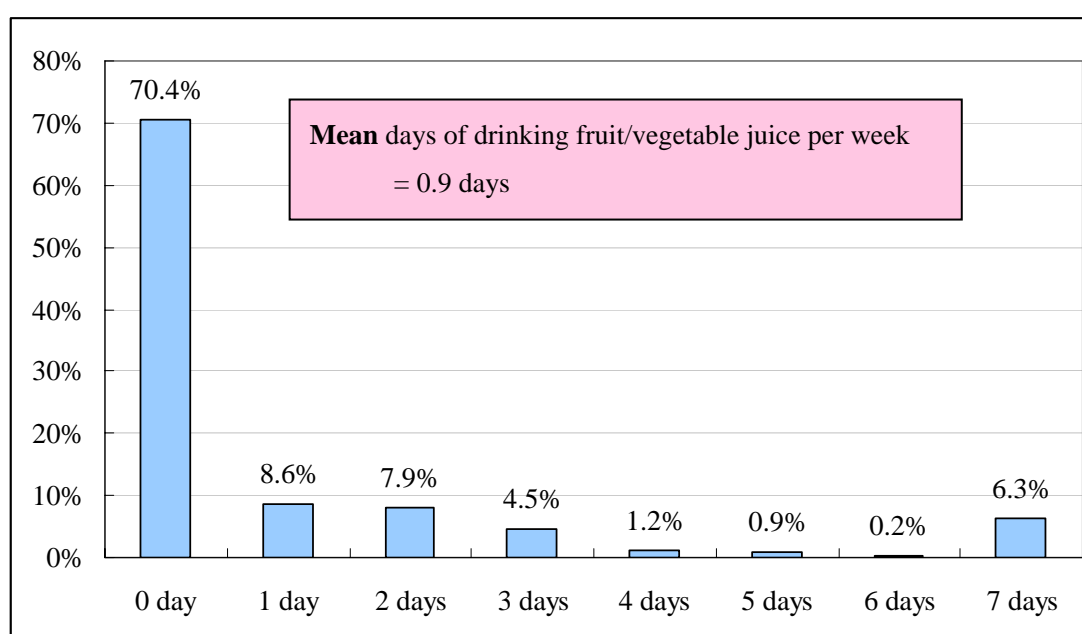 80%
70%
60%
50%
40%
30%
20%
10%
0%
70.4%
8.6%
7.9%
4.5%
1.2%
0.9%
0.2%
6.3%
Mean days of drinking fruit/vegetable juice per week
= 0.9 days
0 day
1 day
2 days
3 days
4 days
5 days
6 days
7 days